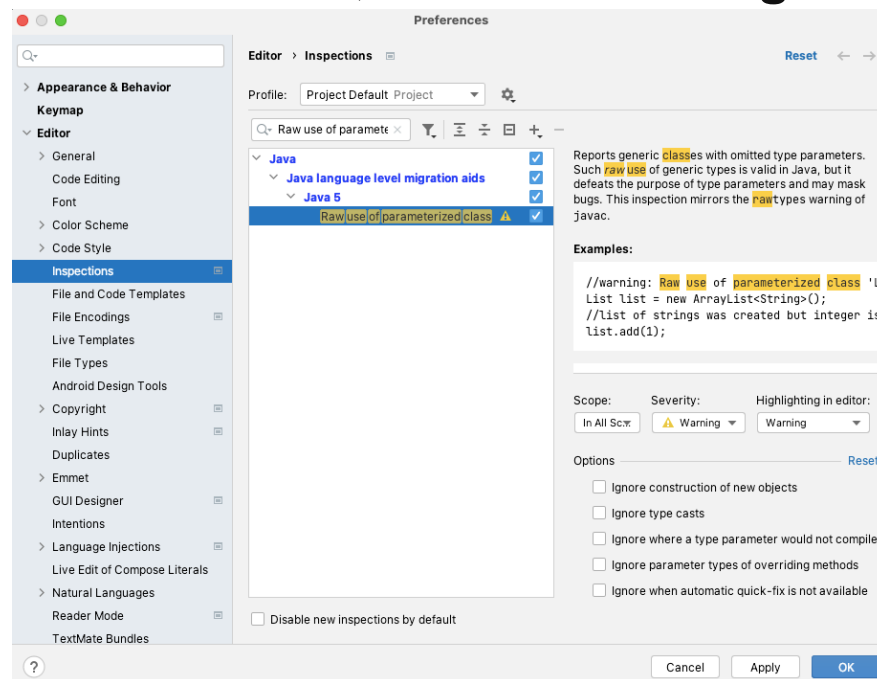 Preferences
Appearance & Behavior
Keymap
Editor
General
Code Editing
Font
Color Scheme
Code Style
Inspections
File and Code Templates
File Encodings
Live Templates
File Types
Android Design Tools
Copyright
Inlay Hints
Duplicates
Emmet
GUI Designer
Intentions
Language Injections
Live Edit of Compose Literals
Natural Languages
Reader Mode
TextMate Bundles
Editor › Inspections
Reset
Profile: Project Default Project
Raw use of paramete
Java
Java language level migration aids
Java 5
Raw use of parameterized class
Disable new inspections by default
Reports generic classes with omitted type parameters.
Such raw use of generic types is valid in Java, but it
defeats the purpose of type parameters and may mask
bugs. This inspection mirrors the rawtypes warning of
javac.
Examples:
//warning: Raw use of parameterized class 'L
List list = new ArrayList<String>();
//list of strings was created but integer is
list.add(1);
Scope: Severity: Highlighting in editor:
In All Sc Warning Warning
Options Reset
Ignore construction of new objects
Ignore type casts
Ignore where a type parameter would not compile
Ignore parameter types of overriding methods
Ignore when automatic quick-fix is not available
? Cancel Apply OK